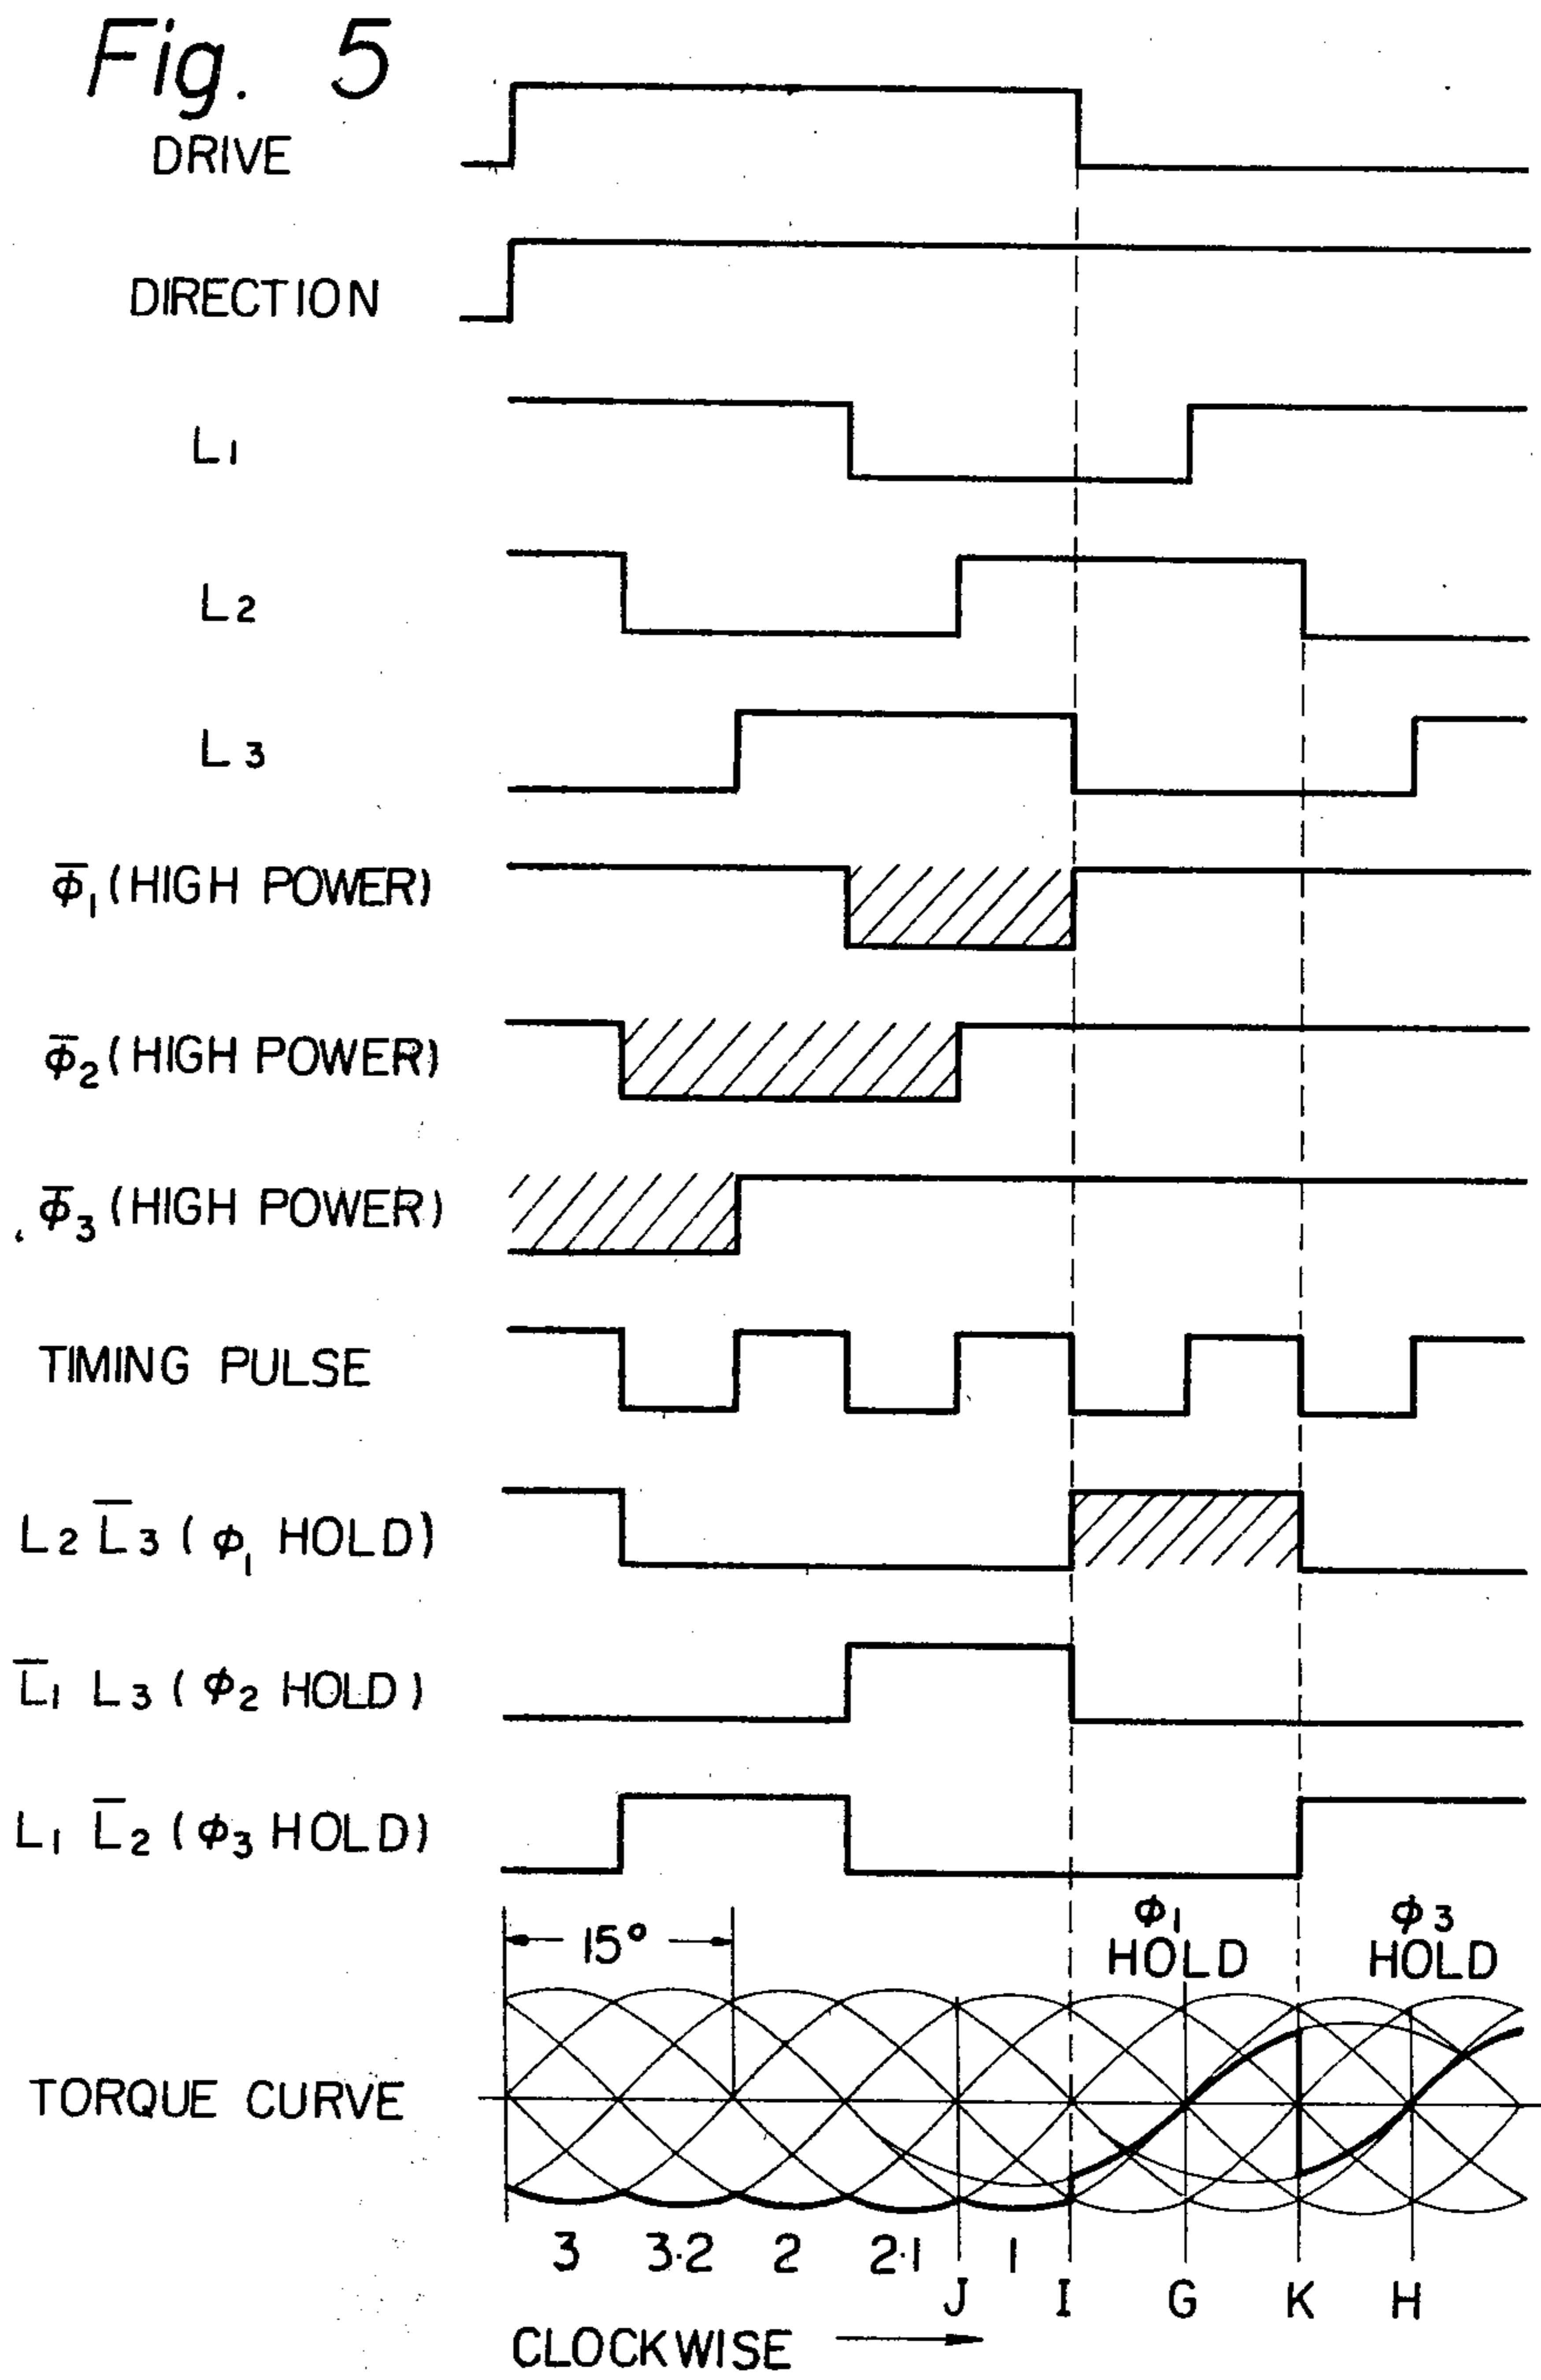 Fig. 5
DRIVE
DIRECTION
L1
L2
L3
Φ̅1 (HIGH POWER)
Φ̅2 (HIGH POWER)
Φ̅3 (HIGH POWER)
TIMING PULSE
L2 L̅3 (Φ1 HOLD)
L̅1 L3 (Φ2 HOLD)
L1 L̅2 (Φ3 HOLD)
15°
Φ1 HOLD
Φ3 HOLD
TORQUE CURVE
3 3·2 2 2·1 1
J I G K H
CLOCKWISE